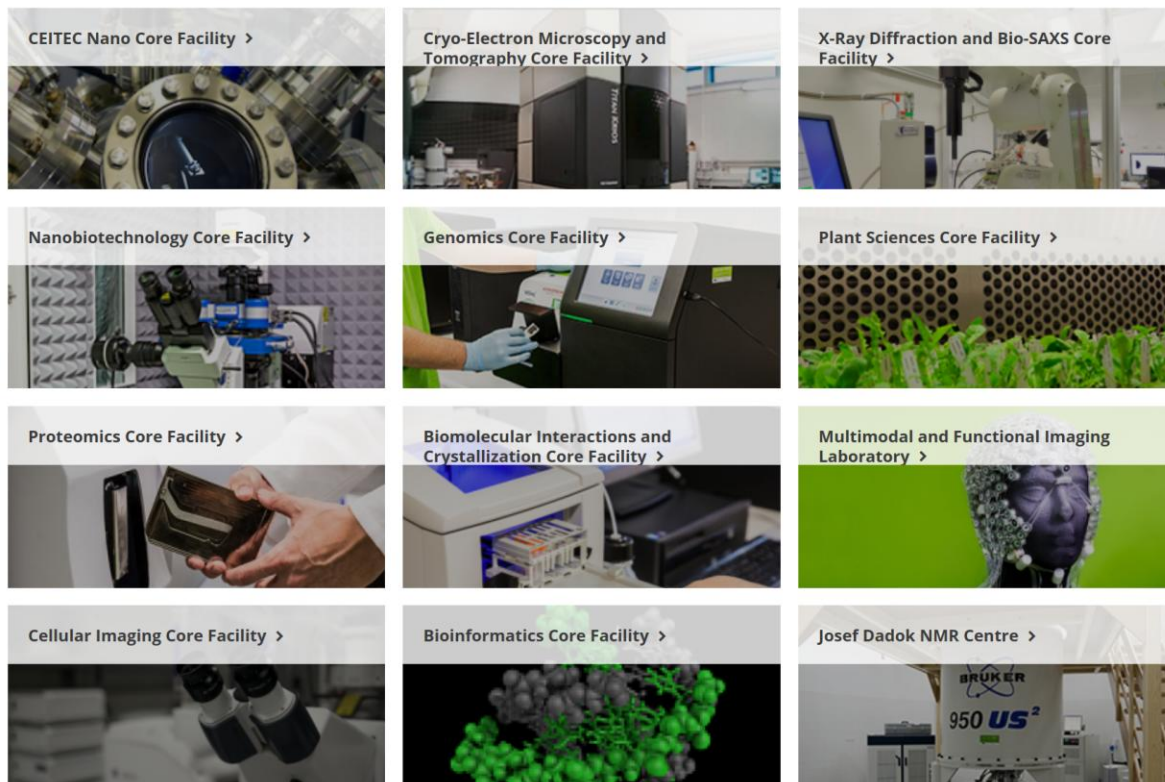 CEITEC Nano Core Facility >
Cryo-Electron Microscopy and
Tomography Core Facility >
X-Ray Diffraction and Bio-SAXS Core
Facility >
TITAN KRIOS
Nanobiotechnology Core Facility >
Genomics Core Facility >
Plant Sciences Core Facility >
Proteomics Core Facility >
Biomolecular Interactions and
Crystallization Core Facility >
Multimodal and Functional Imaging
Laboratory >
Cellular Imaging Core Facility >
Bioinformatics Core Facility >
Josef Dadok NMR Centre >
BRUKER
950 US²